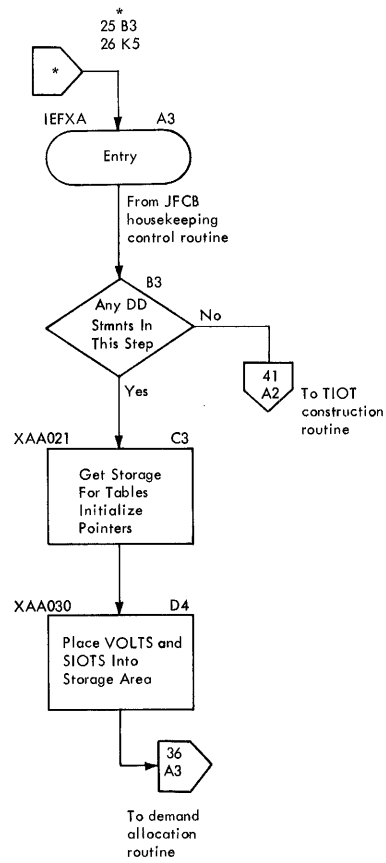 *
25 B3
26 K5
*
IEFXA A3
Entry
From JFCB
housekeeping
control routine
B3
Any DD
Stmnts In
This Step
No
41
A2
To TIOT
construction
routine
Yes
XAA021 C3
Get Storage
For Tables
Initialize
Pointers
XAA030 D4
Place VOLTS and
SIOTS Into
Storage Area
36
A3
To demand
allocation
routine